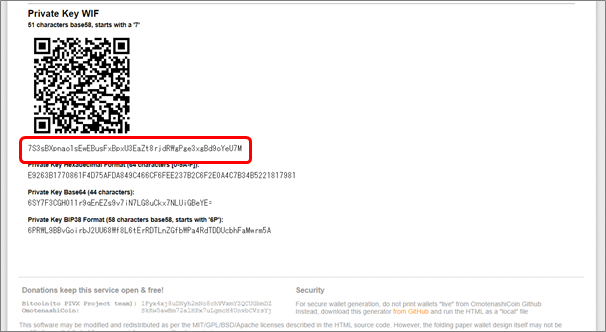 Private Key WIF
51 characters base58, starts with a '7'
Private Key Hexadecimal Format (64 characters [0-9A-F]):
E9263B1770861F4D75AFDA849C466CF6FEE237B2C6F2E0A4C7B34B5221817981
Private Key Base64 (44 characters):
Private Key BIP38 Format (58 characters base58, starts with '6P'):
Donations keep this service open & free!
Security
Bitcoin(to PIVX Project team):
OmotenashiCoin:
For secure wallet generation, do not print wallets "live" from OmotenashiCoin Github
Instead, download this generator from GitHub and run the HTML as a "local" file
This software may be modified and redistributed as per the MIT/GPL/BSD/Apache licenses described in the HTML source code. However, the folding paper wallet design itself may not be